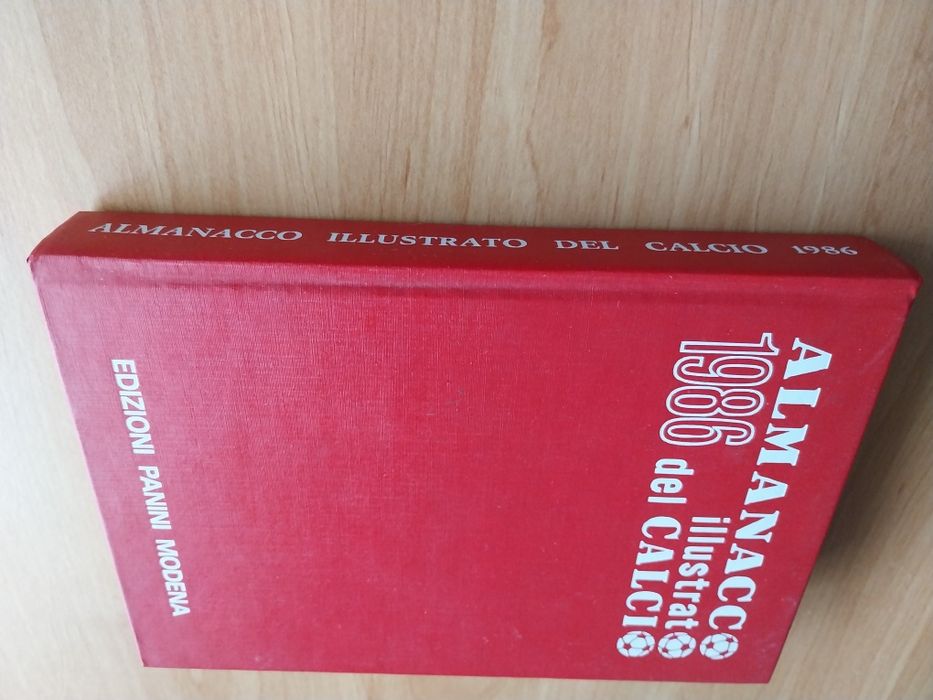 ALMANACCO ILLUSTRATO DEL CALCIO 1986
ALMANACCO
1986 illustrato
del CALCIO
EDIZIONI PANINI MODENA